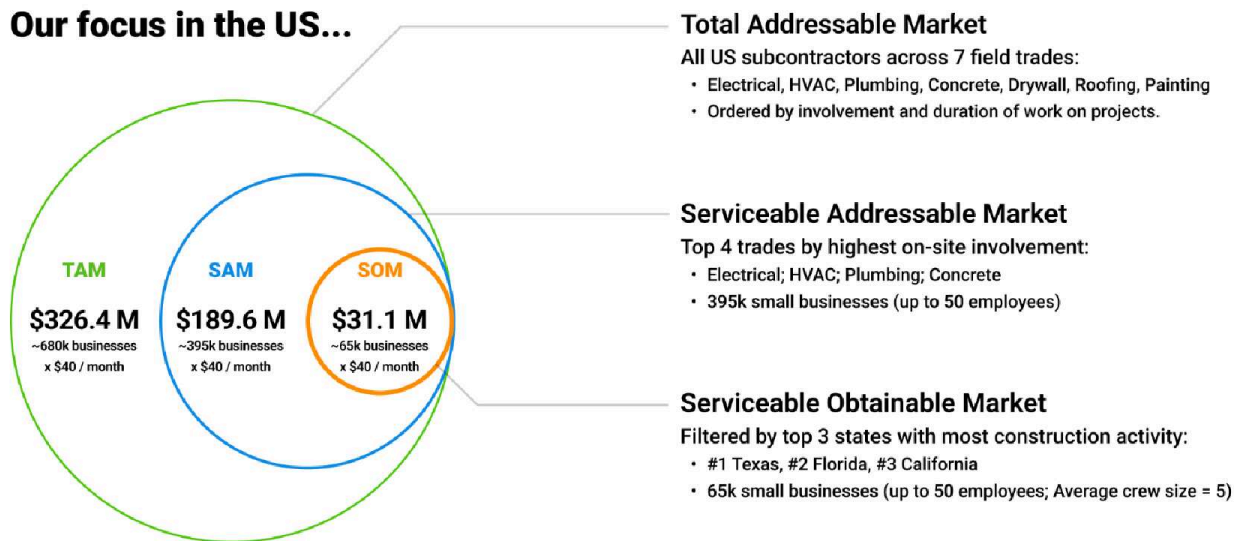 Our focus in the US...
TAM
$326.4 M
~680k businesses
x $40 / month
SAM
$189.6 M
~395k businesses
x $40 / month
SOM
$31.1 M
~65k businesses
x $40 / month
Total Addressable Market
All US subcontractors across 7 field trades:
• Electrical, HVAC, Plumbing, Concrete, Drywall, Roofing, Painting
• Ordered by involvement and duration of work on projects.
Serviceable Addressable Market
Top 4 trades by highest on-site involvement:
• Electrical; HVAC; Plumbing; Concrete
• 395k small businesses (up to 50 employees)
Serviceable Obtainable Market
Filtered by top 3 states with most construction activity:
• #1 Texas, #2 Florida, #3 California
• 65k small businesses (up to 50 employees; Average crew size = 5)